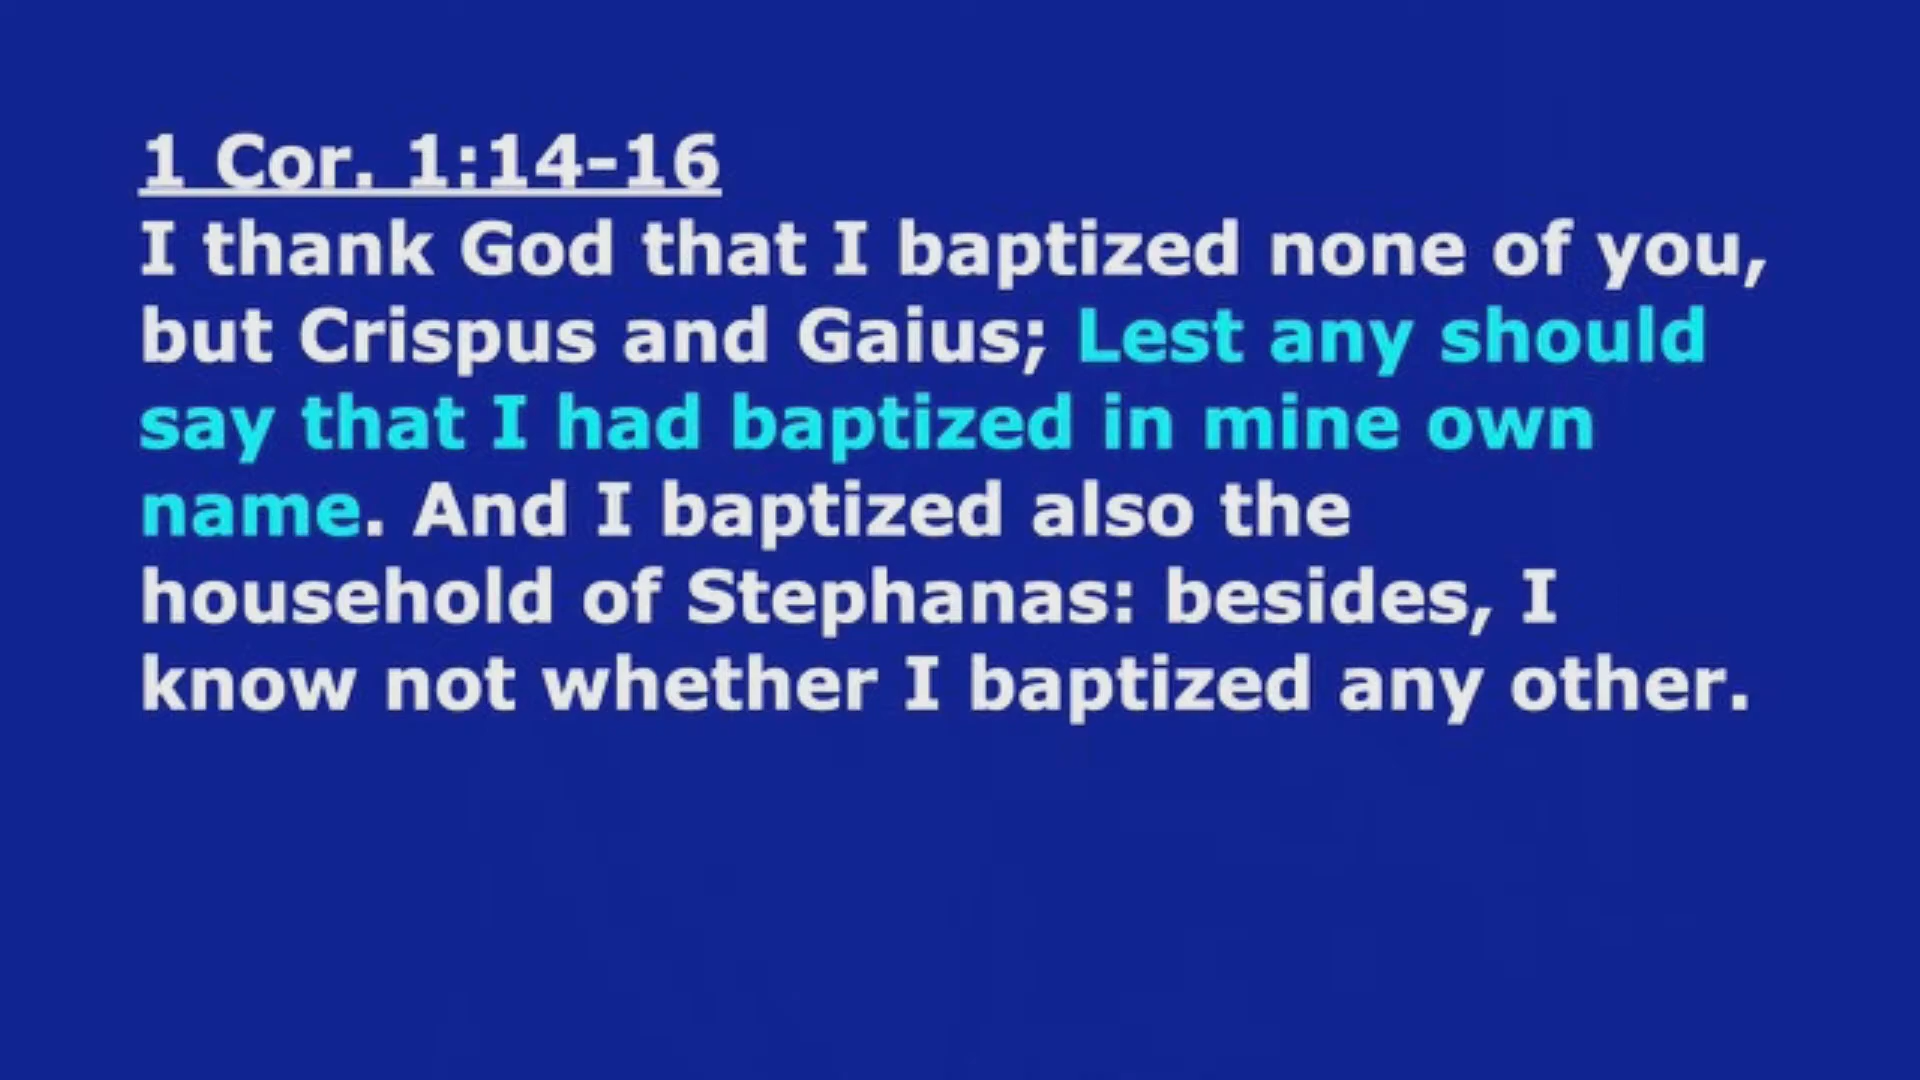 1 Cor. 1:14-16
I thank God that I baptized none of you,
but Crispus and Gaius; Lest any should
say that I had baptized in mine own
name. And I baptized also the
household of Stephanas: besides, I
know not whether I baptized any other.